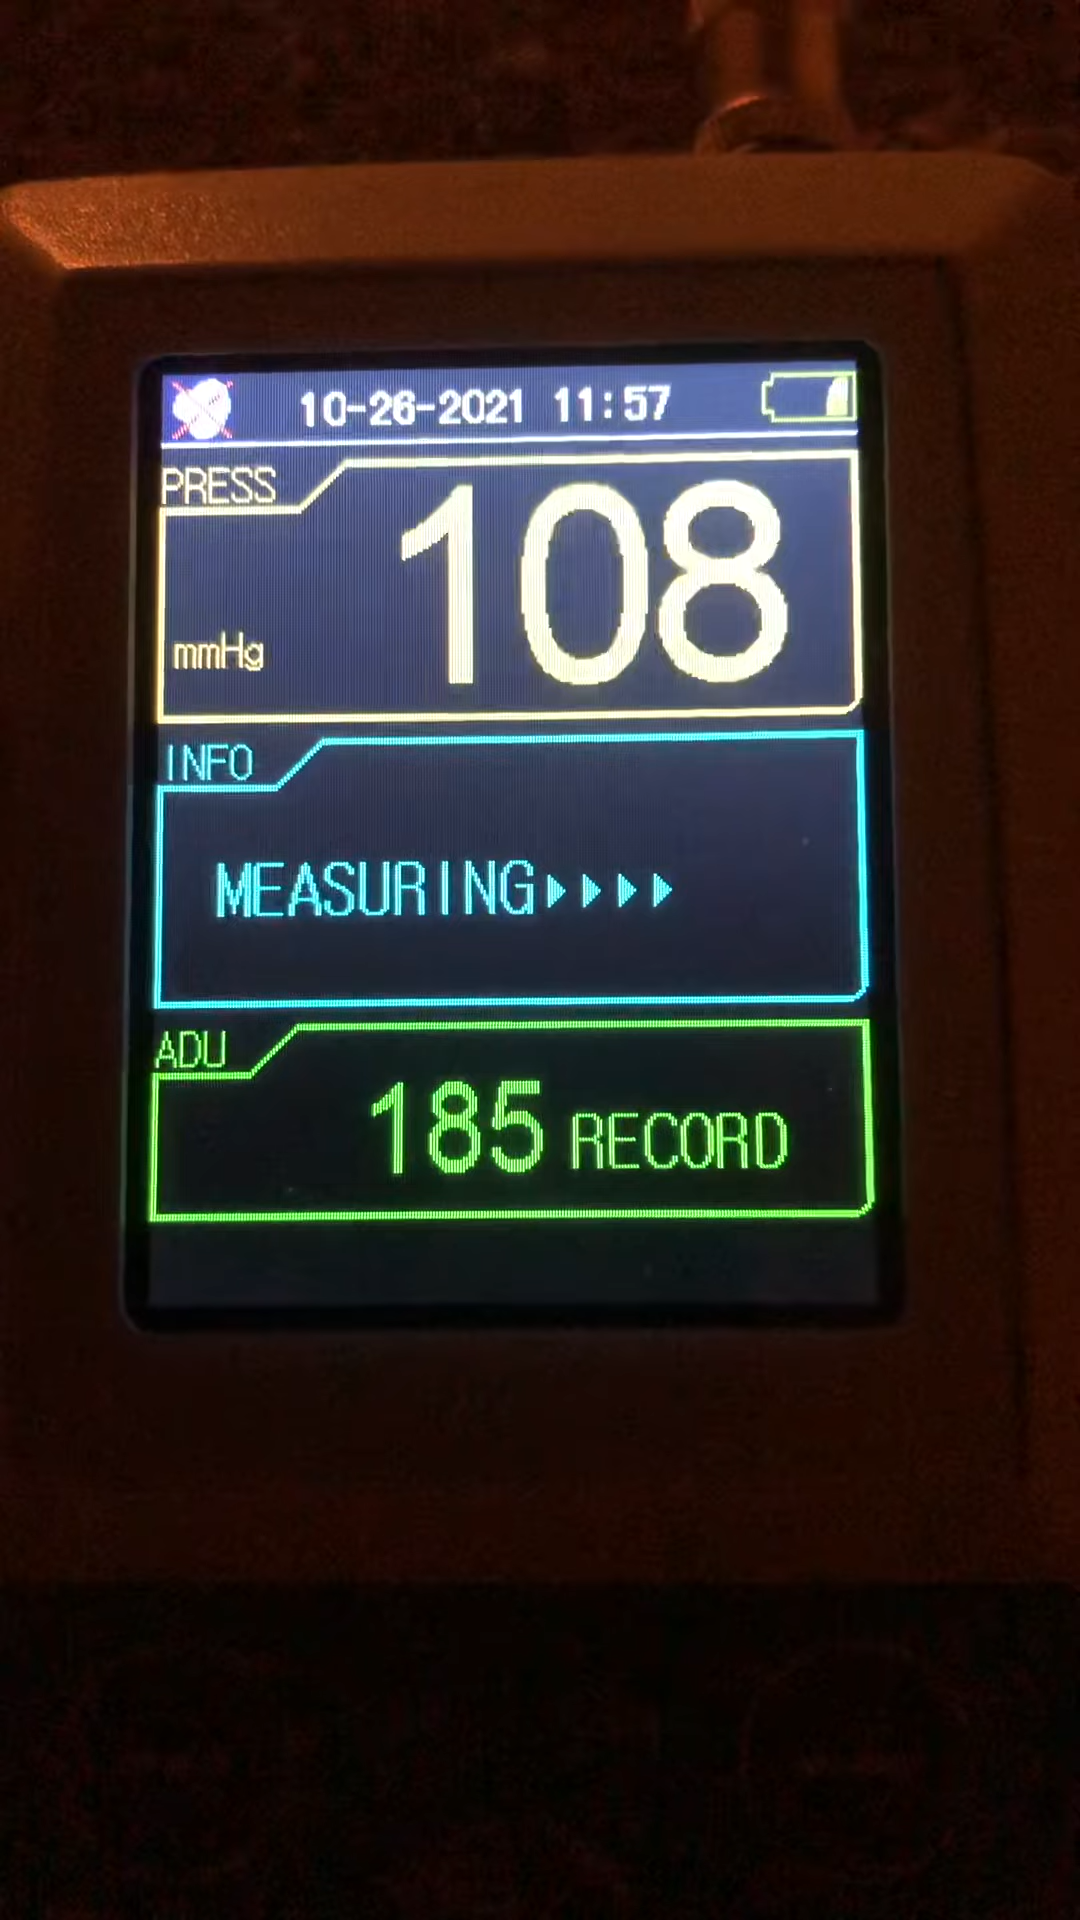 10-26-2021 11:57
PRESS
108
mmHg
INFO
MEASURING
ADU
185 RECORD